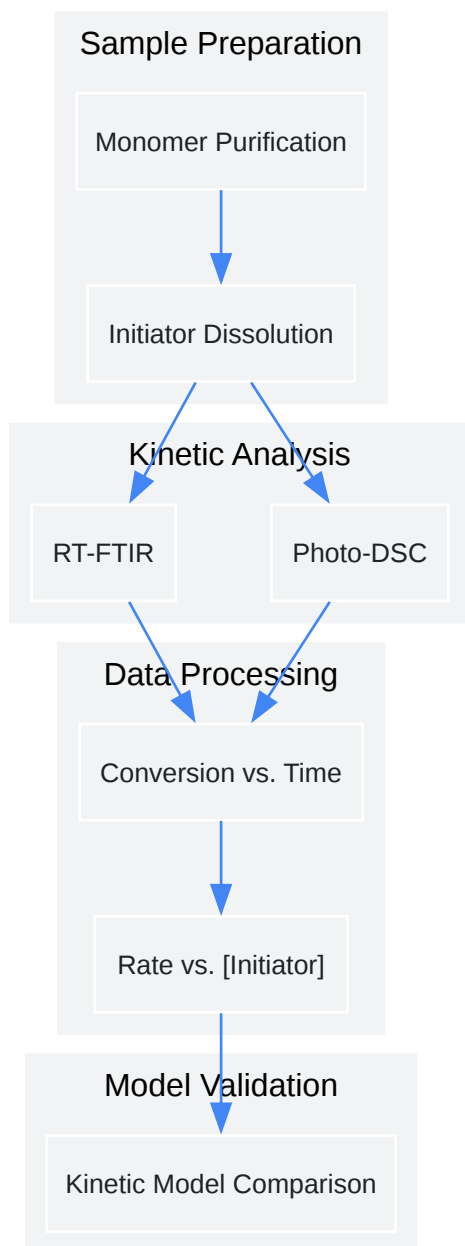 Sample Preparation
Monomer Purification
Initiator Dissolution
Kinetic Analysis
RT-FTIR
Photo-DSC
Data Processing
Conversion vs. Time
Rate vs. [Initiator]
Model Validation
Kinetic Model Comparison